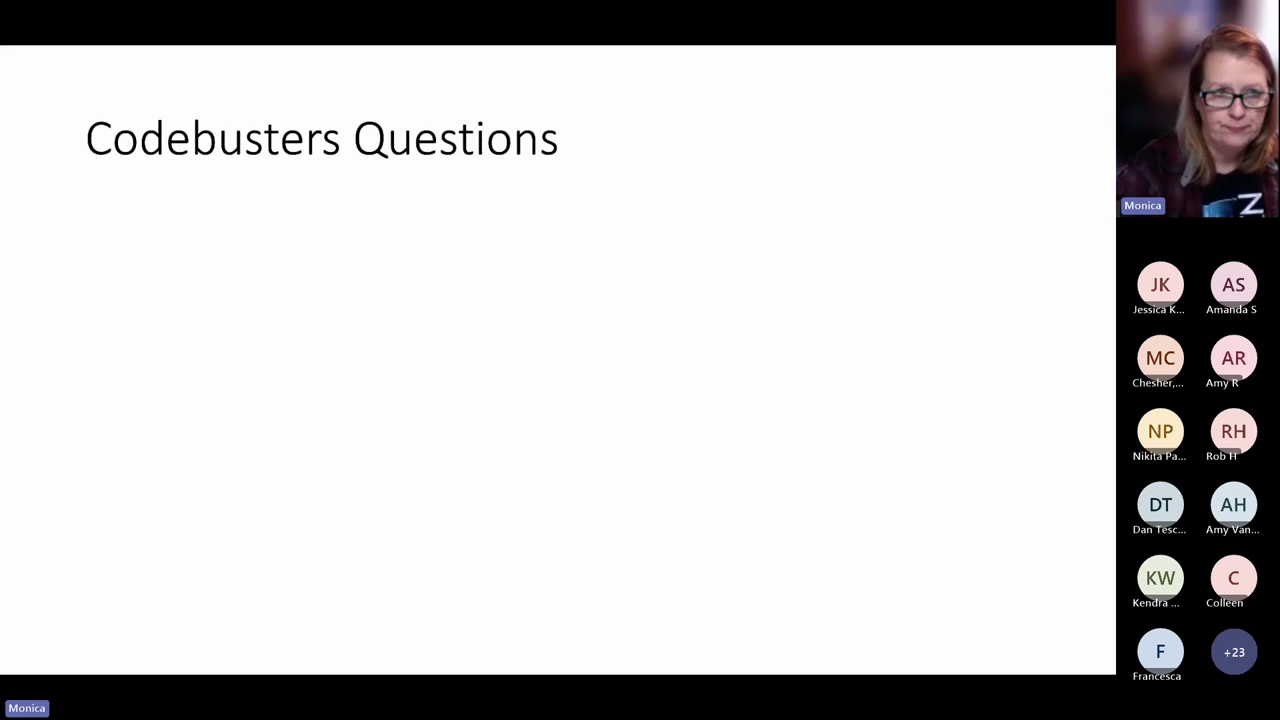 Codebusters Questions
Monica
JK
Jessica K...
AS
Amanda S
MC
Chesher,...
AR
Amy R
NP
Nikita Pa...
RH
Rob H
DT
Dan Tesc...
AH
Amy Van...
KW
Kendra ...
C
Colleen
F
Francesca
+23
Monica